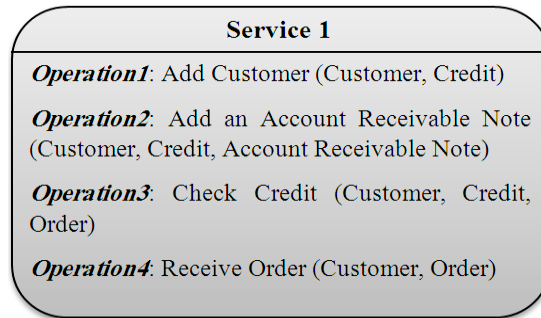 Service 1
Operation1: Add Customer (Customer, Credit)
Operation2: Add an Account Receivable Note
(Customer, Credit, Account Receivable Note)
Operation3: Check Credit (Customer, Credit,
Order)
Operation4: Receive Order (Customer, Order)